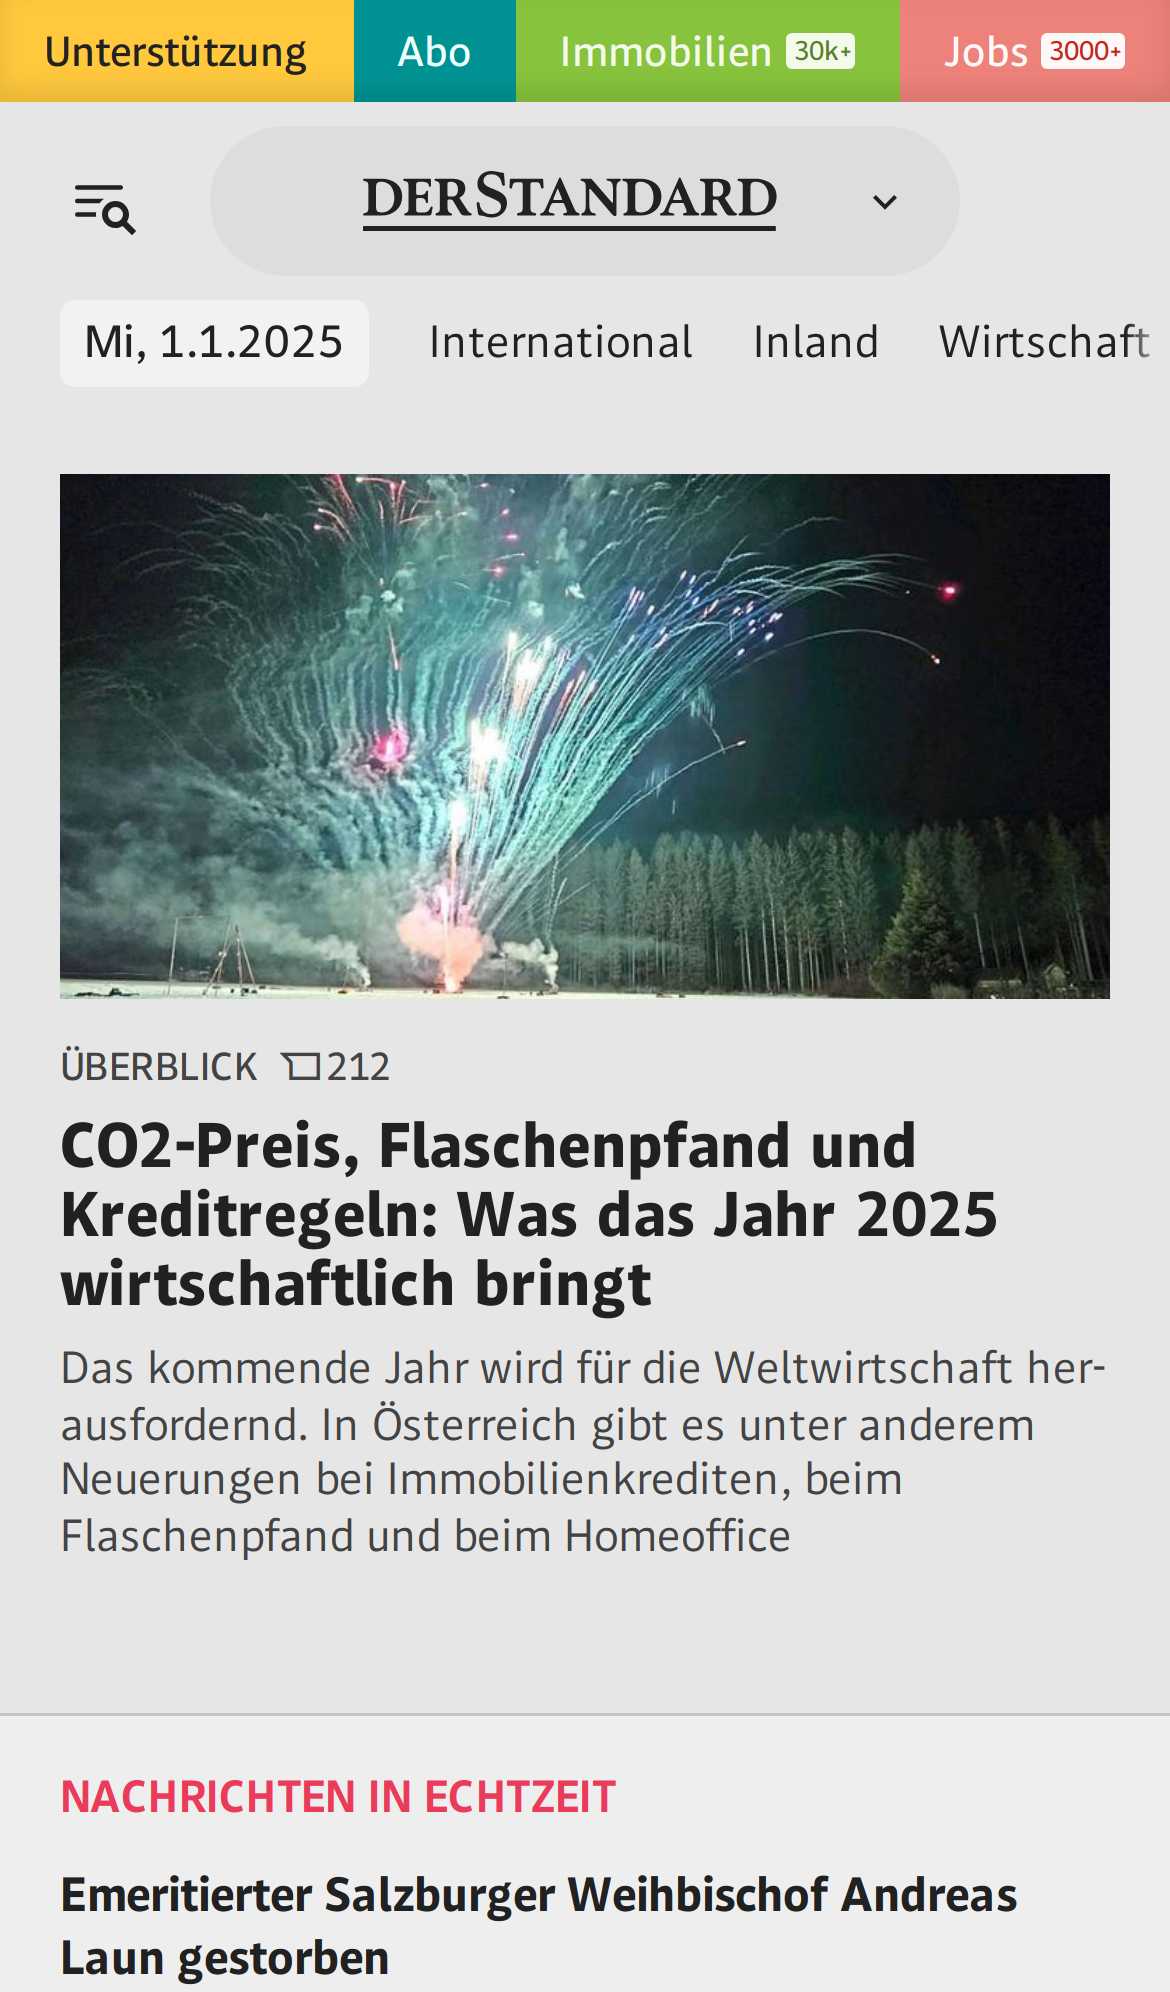 Unterstützung
Abo
Immobilien 30k+
Jobs 3000+
DERSTANDARD
Mi, 1.1.2025
International
Inland
Wirtschaft
ÜBERBLICK 212
CO2-Preis, Flaschenpfand und
Kreditregeln: Was das Jahr 2025
wirtschaftlich bringt
Das kommende Jahr wird für die Weltwirtschaft her-
ausfordernd. In Österreich gibt es unter anderem
Neuerungen bei Immobilienkrediten, beim
Flaschenpfand und beim Homeoffice
NACHRICHTEN IN ECHTZEIT
Emeritierter Salzburger Weihbischof Andreas
Laun gestorben